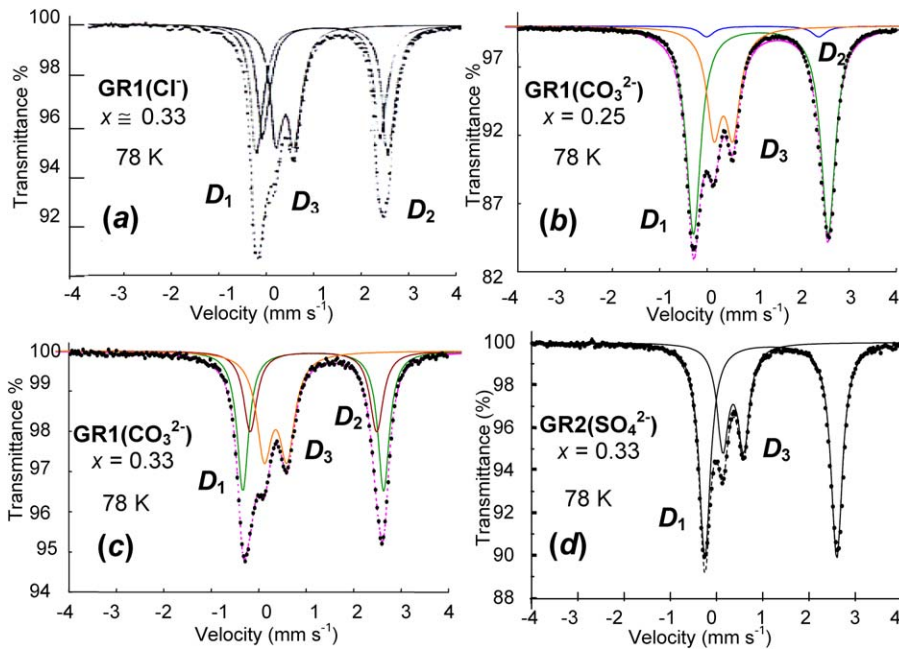 100
98
96
94
92
Transmittance %
GR1(Cl⁻)
x ≅ 0.33
78 K
D₁
D₃
D₂
(a)
-4 -3 -2 -1 0 1 2 3 4
Velocity (mm s⁻¹)
97
92
87
82
Transmittance %
GR1(CO₃²⁻)
x = 0.25
78 K
D₂
D₃
D₁
(b)
-4 -3 -2 -1 0 1 2 3 4
Velocity (mm s⁻¹)
100
99
98
97
96
95
94
Transmittance %
GR1(CO₃²⁻)
x = 0.33
78 K
D₂
D₁
D₃
(c)
-4 -3 -2 -1 0 1 2 3 4
Velocity (mm s⁻¹)
100
98
96
94
92
90
88
Transmittance (%)
GR2(SO₄²⁻)
x = 0.33
78 K
D₃
D₁
(d)
-4 -3 -2 -1 0 1 2 3 4
Velocity (mm s⁻¹)